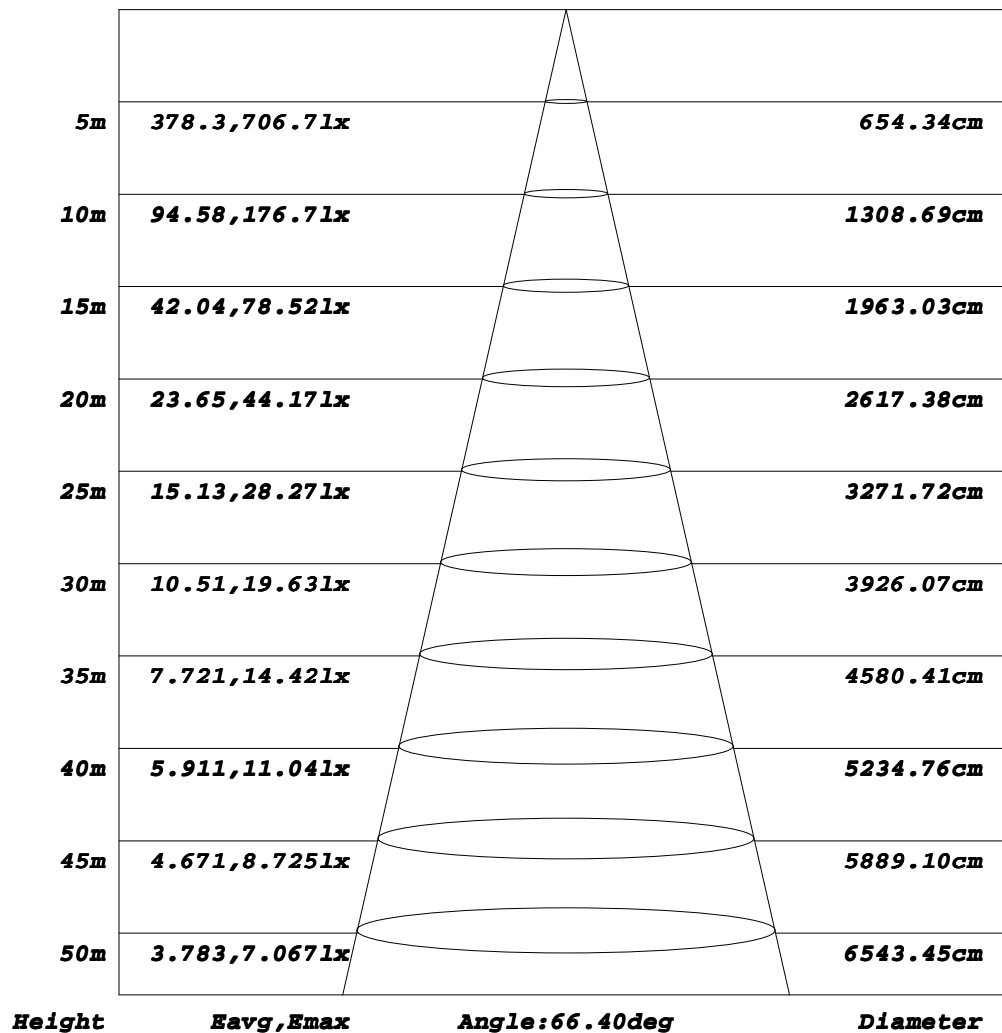 5m 378.3,706.7lx 654.34cm
10m 94.58,176.7lx 1308.69cm
15m 42.04,78.52lx 1963.03cm
20m 23.65,44.17lx 2617.38cm
25m 15.13,28.27lx 3271.72cm
30m 10.51,19.63lx 3926.07cm
35m 7.721,14.42lx 4580.41cm
40m 5.911,11.04lx 5234.76cm
45m 4.671,8.725lx 5889.10cm
50m 3.783,7.067lx 6543.45cm
Height Eavg,Emax Angle:66.40deg Diameter